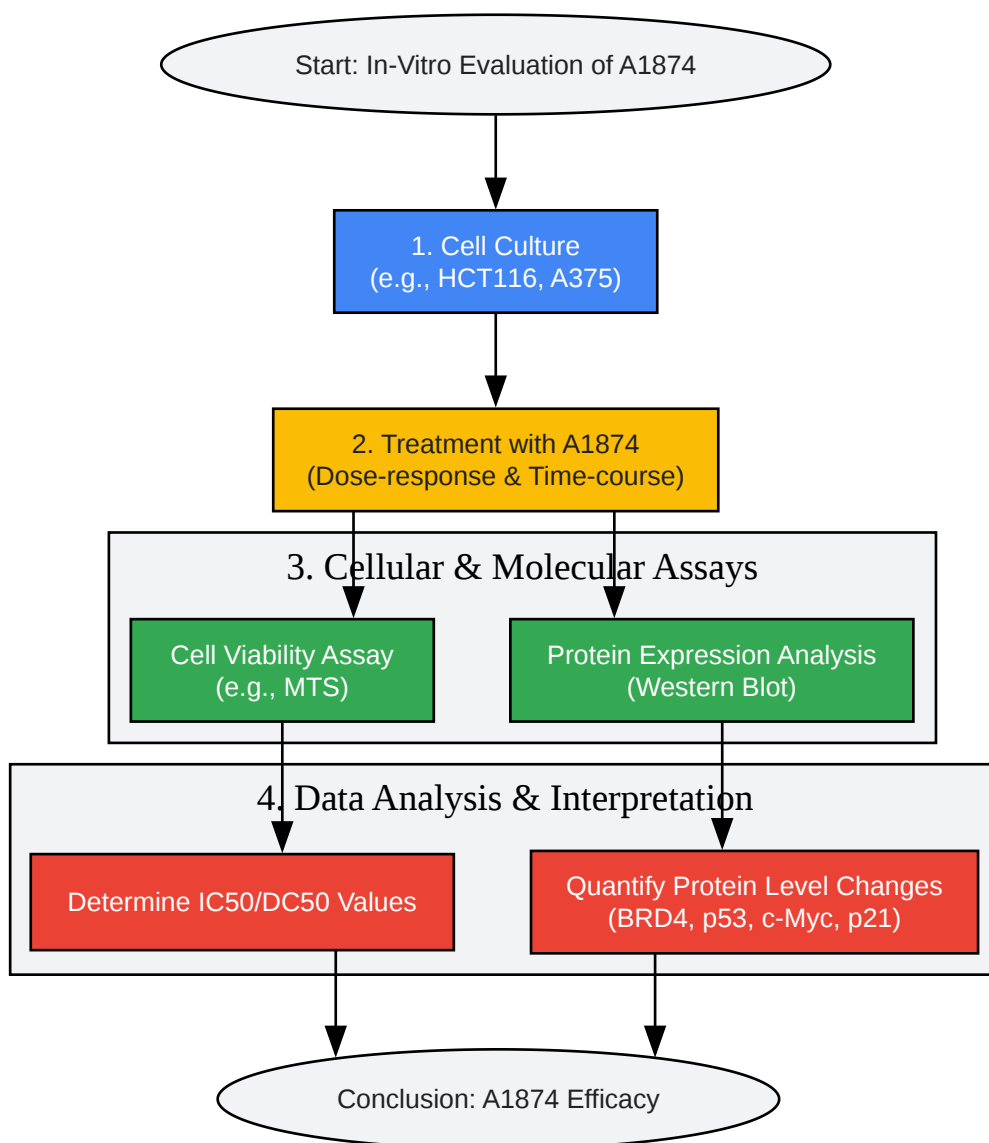 Start: In-Vitro Evaluation of A1874
1. Cell Culture
(e.g., HCT116, A375)
2. Treatment with A1874
(Dose-response & Time-course)
3. Cellular & Molecular Assays
Cell Viability Assay
(e.g., MTS)
Protein Expression Analysis
(Western Blot)
4. Data Analysis & Interpretation
Determine IC50/DC50 Values
Quantify Protein Level Changes
(BRD4, p53, c-Myc, p21)
Conclusion: A1874 Efficacy